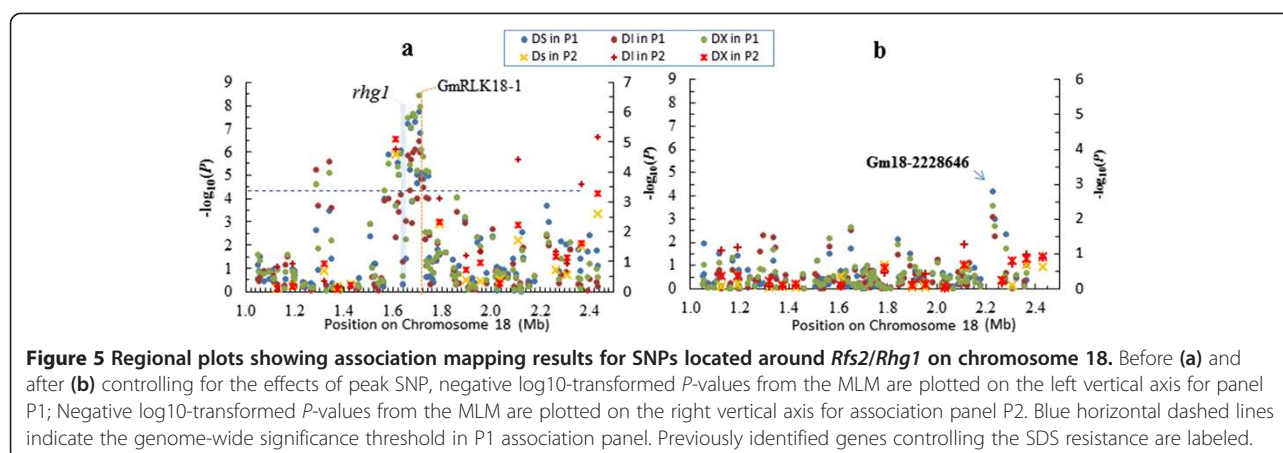 DS in P1 DI in P1 DX in P1
Ds in P2 DI in P2 DX in P2
a
b
rhg1
GmRLK18-1
Gm18-2228646
-log10(P)
9
8
7
6
5
4
3
2
1
0
7
6
5
4
3
2
1
0
-log10(P)
1.0 1.2 1.4 1.6 1.8 2.0 2.2 2.4
Position on Chromosome 18 (Mb)
-log10(P)
9
8
7
6
5
4
3
2
1
0
6
5
4
3
2
1
0
-log10(P)
1.0 1.2 1.4 1.6 1.8 2.0 2.2 2.4
Position on Chromosome 18 (Mb)
Figure 5 Regional plots showing association mapping results for SNPs located around Rfs2/Rhg1 on chromosome 18. Before (a) and
after (b) controlling for the effects of peak SNP, negative log10-transformed P-values from the MLM are plotted on the left vertical axis for panel
P1; Negative log10-transformed P-values from the MLM are plotted on the right vertical axis for association panel P2. Blue horizontal dashed lines
indicate the genome-wide significance threshold in P1 association panel. Previously identified genes controlling the SDS resistance are labeled.